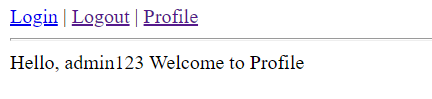 Login | Logout | Profile
Hello, admin123 Welcome to Profile